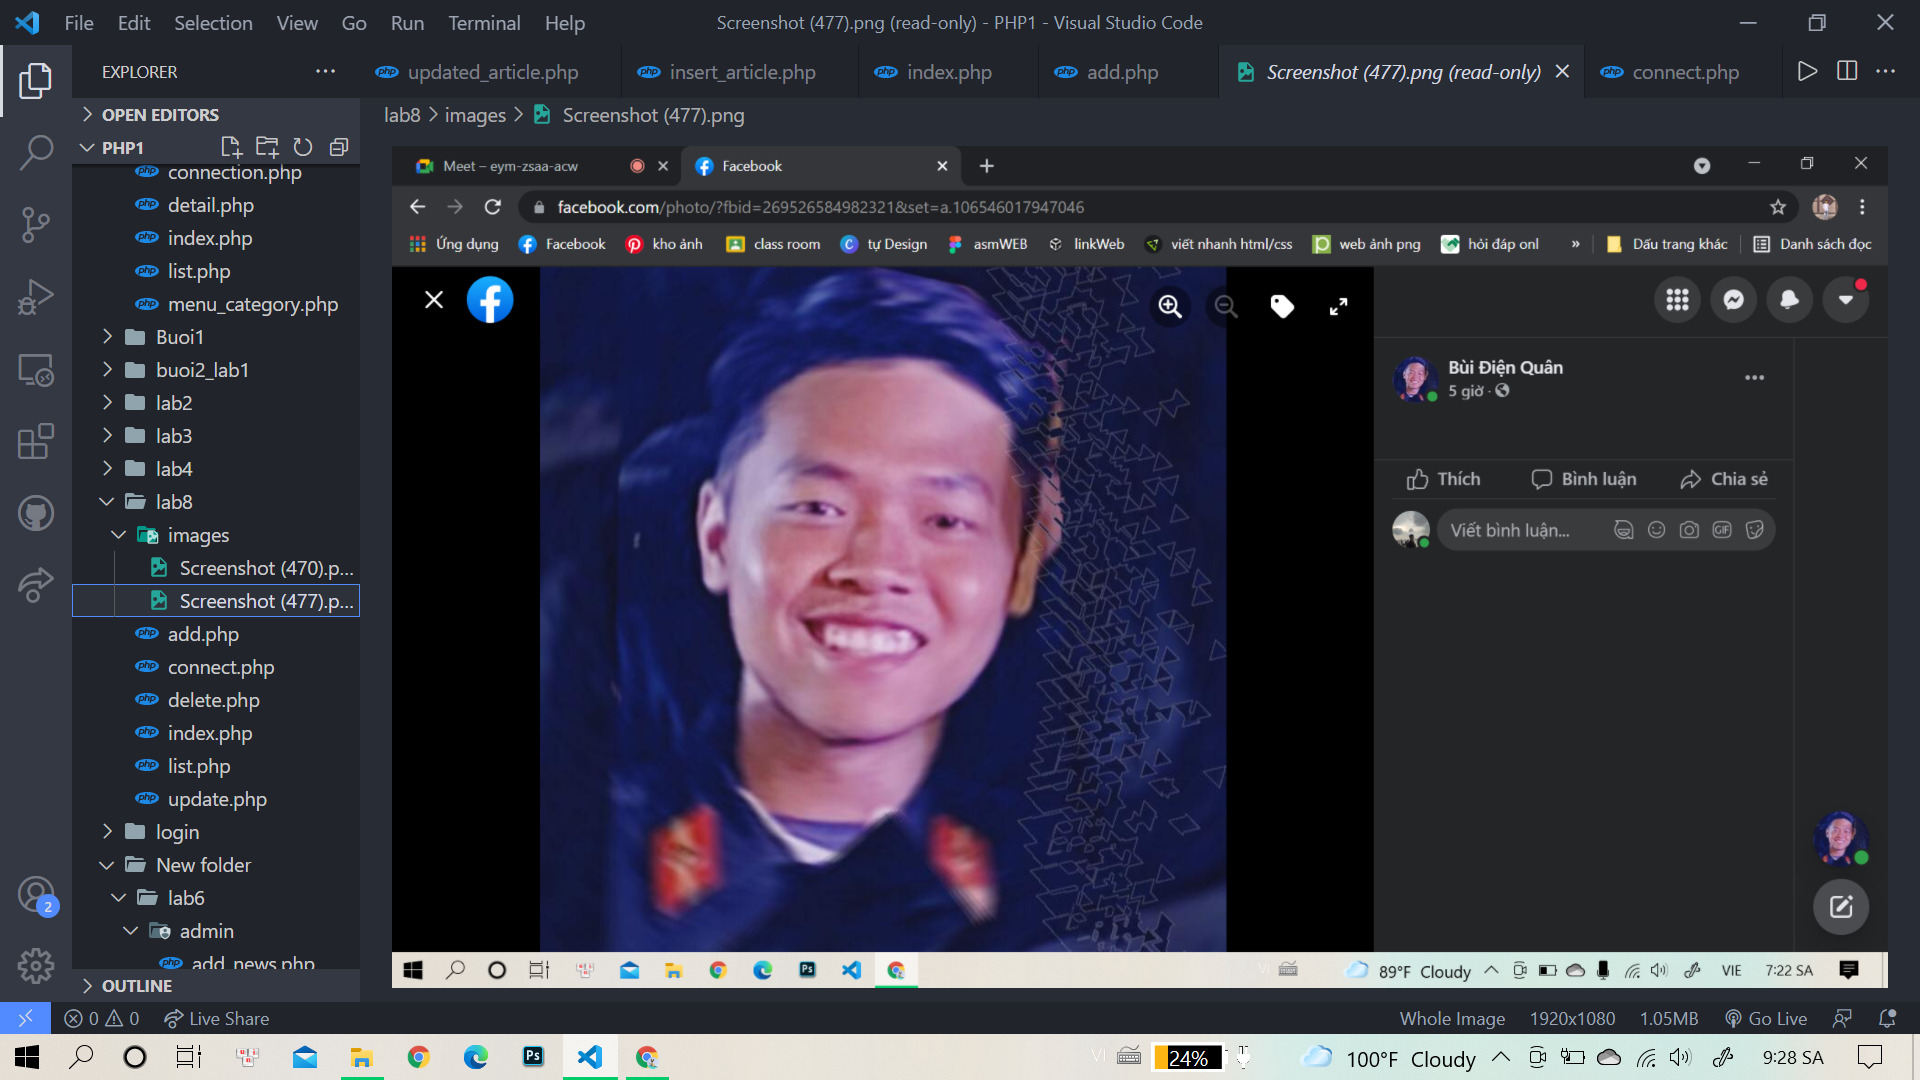 File Edit Selection View Go Run Terminal Help
Screenshot (477).png (read-only) - PHP1 - Visual Studio Code
EXPLORER
updated_article.php
insert_article.php
index.php
add.php
Screenshot (477).png (read-only)
connect.php
OPEN EDITORS
PHP1
connection.php
detail.php
index.php
list.php
menu_category.php
Buoi1
buoi2_lab1
lab2
lab3
lab4
lab8
images
Screenshot (470).p...
Screenshot (477).p...
add.php
connect.php
delete.php
index.php
list.php
update.php
login
New folder
lab6
admin
add_news.php
OUTLINE
lab8 > images > Screenshot (477).png
Meet – eym-zsaa-acw
Facebook
facebook.com/photo/?fbid=269526584982321&set=a.106546017947046
Ứng dụng
Facebook
kho ảnh
class room
tự Design
asmWEB
linkWeb
viết nhanh html/css
web ảnh png
hỏi đáp onl
»
Dấu trang khác
Danh sách đọc
Bùi Điện Quân
5 giờ ·
Thích
Bình luận
Chia sẻ
Viết bình luận...
GIF
Ps
89°F Cloudy
VIE
7:22 SA
0 0
Live Share
Whole Image
1920x1080
1.05MB
Go Live
2
Ps
VI
24%
100°F Cloudy
9:28 SA